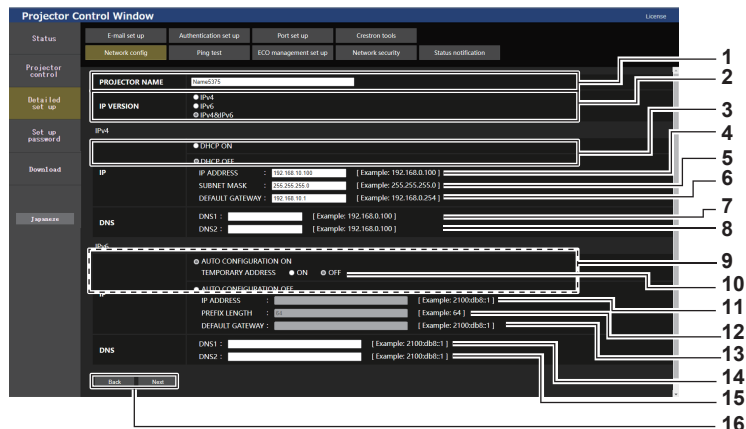 Projector Control Window
License
Status
Projector
control
Detailed
set up
Set up
password
Download
Japanese
E-mail set up
Authentication set up
Port set up
Crestron tools
Network config
Ping test
ECO management set up
Network security
Status notification
PROJECTOR NAME
Name5375
IP VERSION
IPv4
IPv6
IPv4&IPv6
IPv4
DHCP ON
DHCP OFF
IP
IP ADDRESS : 192.168.10.100 [ Example: 192.168.0.100 ]
SUBNET MASK : 255.255.255.0 [ Example: 255.255.255.0 ]
DEFAULT GATEWAY : 192.168.10.1 [ Example: 192.168.0.254 ]
DNS
DNS1 : [ Example: 192.168.0.100 ]
DNS2 : [ Example: 192.168.0.100 ]
IPv6
AUTO CONFIGURATION ON
TEMPORARY ADDRESS ON OFF
AUTO CONFIGURATION OFF
IP
IP ADDRESS : [ Example: 2100:db8::1 ]
PREFIX LENGTH : 64 [ Example: 64 ]
DEFAULT GATEWAY : [ Example: 2100:db8::1 ]
DNS
DNS1 : [ Example: 2100:db8::1 ]
DNS2 : [ Example: 2100:db8::1 ]
Back Next
1
2
3
4
5
6
7
8
9
10
11
12
13
14
15
16